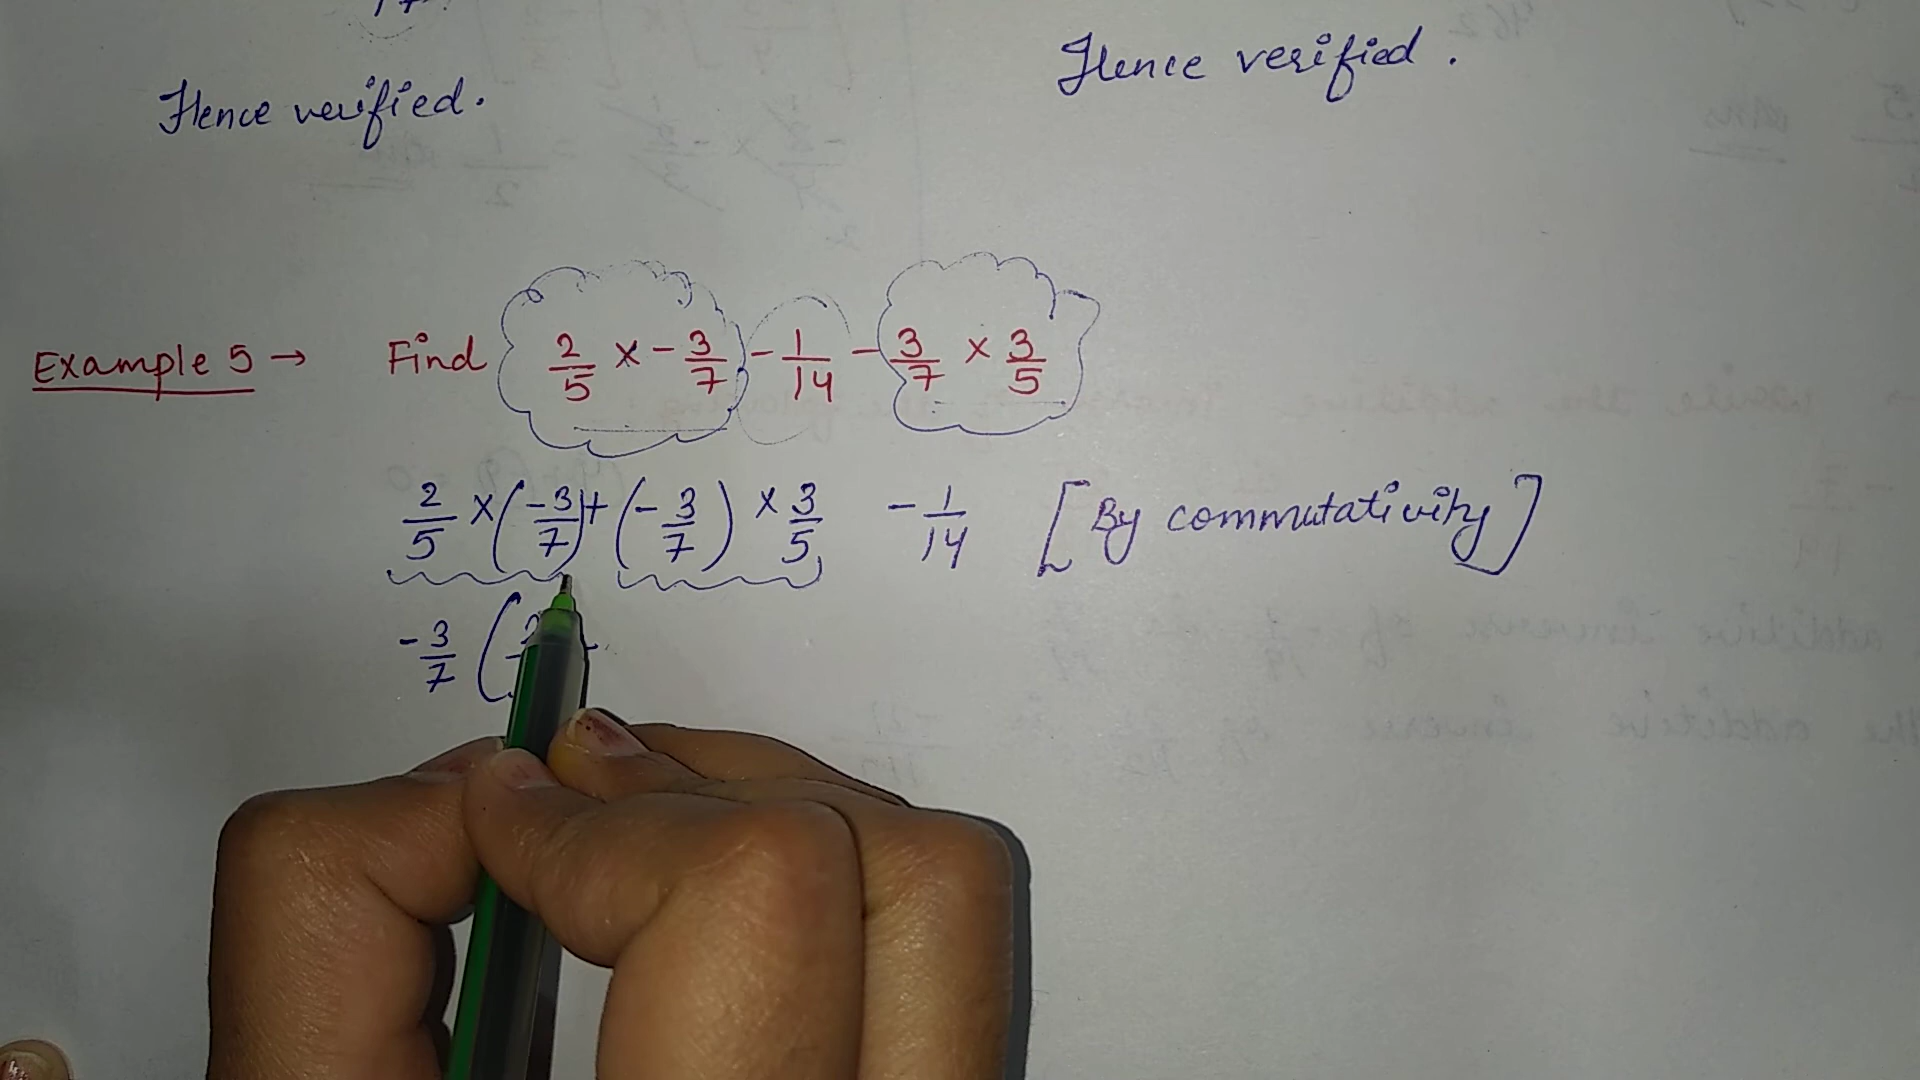 Hence verified.
Hence verified.
Example 5 → Find 2/5 × -3/7 - 1/14 - 3/7 × 3/5
2/5 × (-3/7) + (-3/7) × 3/5 - 1/14 [By commutativity]
-3/7 (